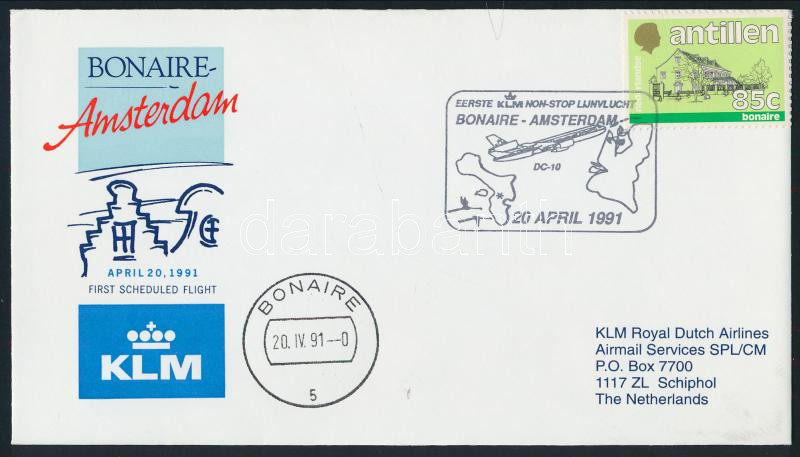 BONAIRE-
Amsterdam
APRIL 20, 1991
FIRST SCHEDULED FLIGHT
KLM
BONAIRE
20. IV. 91--0
5
EERSTE KLM NON-STOP LIJNVLUCHT
BONAIRE - AMSTERDAM
DC-10
20 APRIL 1991
antillen
nederlandse
85c
bonaire
darabanth
KLM Royal Dutch Airlines
Airmail Services SPL/CM
P.O. Box 7700
1117 ZL Schiphol
The Netherlands